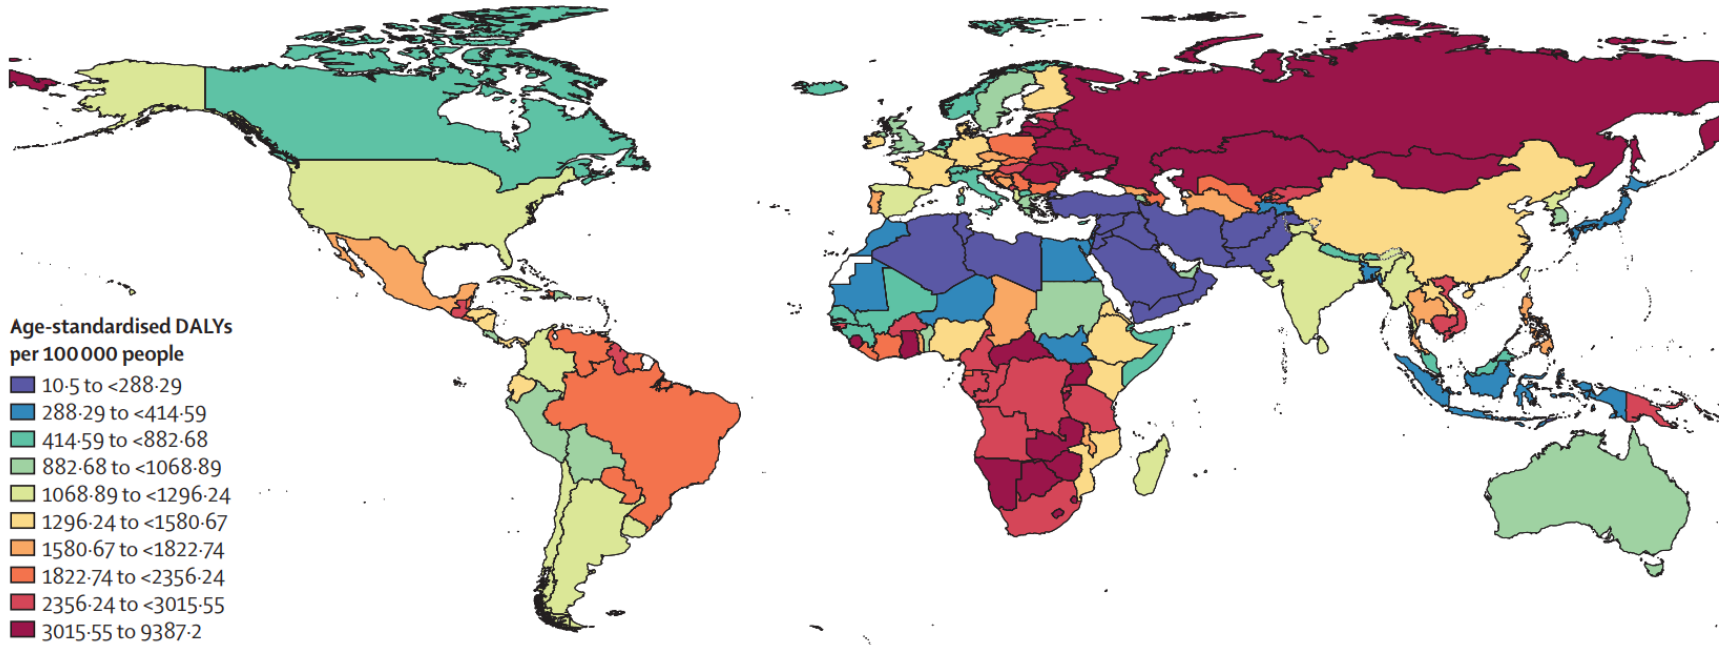 Age-standardised DALYs
per 100 000 people
10·5 to <288·29
288·29 to <414·59
414·59 to <882·68
882·68 to <1068·89
1068·89 to <1296·24
1296·24 to <1580·67
1580·67 to <1822·74
1822·74 to <2356·24
2356·24 to <3015·55
3015·55 to 9387·2